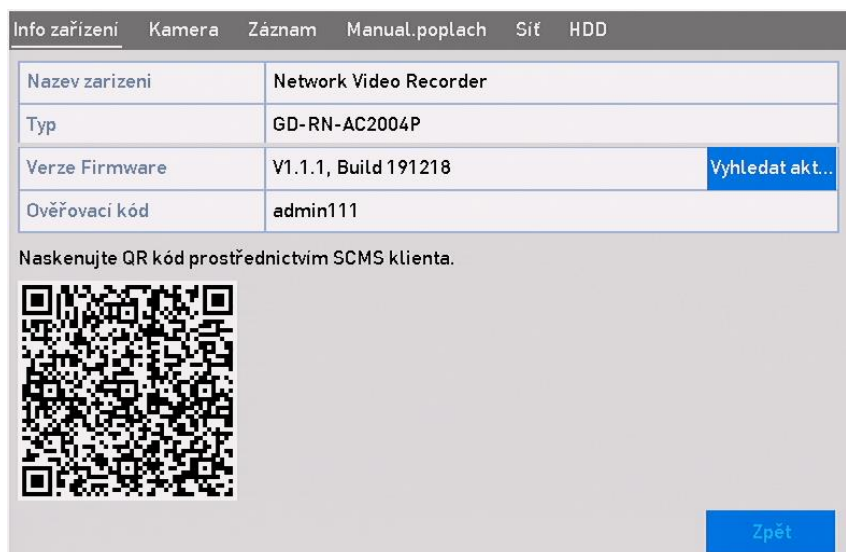 Info zařízení Kamera Záznam Manual.poplach Síť HDD
Nazev zarizeni Network Video Recorder
Typ GD-RN-AC2004P
Verze Firmware V1.1.1, Build 191218 Vyhledat akt...
Ověřovací kód admin111
Naskenujte QR kód prostřednictvím SCMS klienta.
Zpět